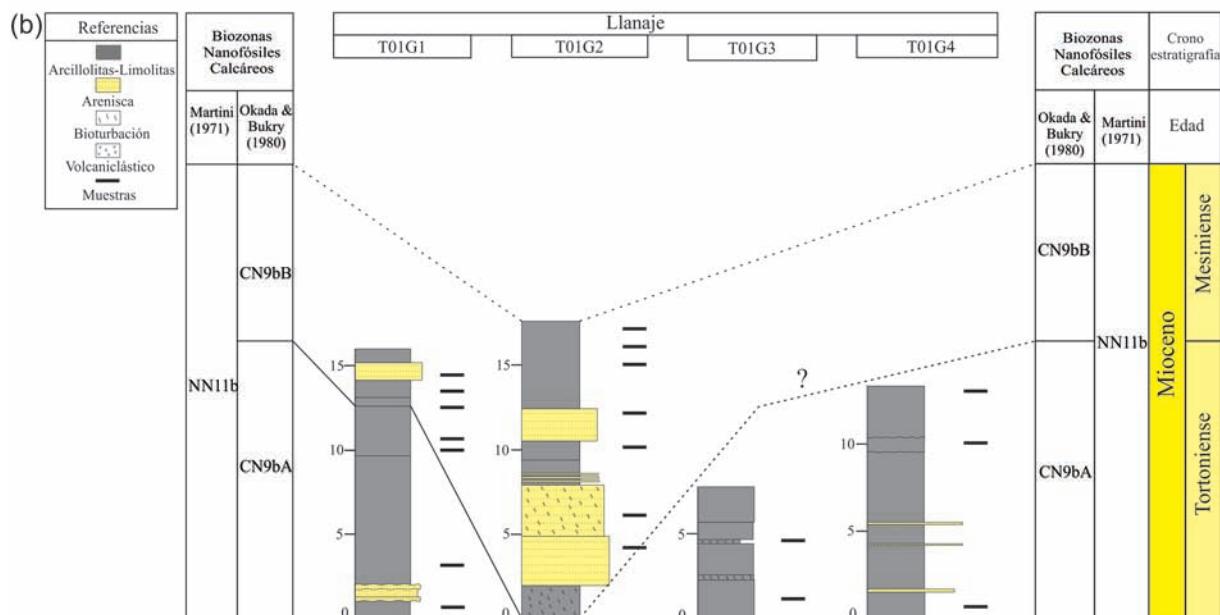 (b)
Referencias
Arcillolitas-Limolitas
Arenisca
Bioturbación
Volcaniclástico
Muestras
Biozonas
Nanofósiles
Calcáreos
Martini
(1971)
Okada &
Bukry
(1980)
NN11b
CN9bB
CN9bA
Llanaje
T01G1
T01G2
T01G3
T01G4
15
10
5
0
15
10
5
0
5
0
10
5
0
?
Biozonas
Nanofósiles
Calcáreos
Okada &
Bukry
(1980)
Martini
(1971)
CN9bB
CN9bA
NN11b
Crono
estratigrafía
Edad
Mioceno
Mesiniense
Tortoniense